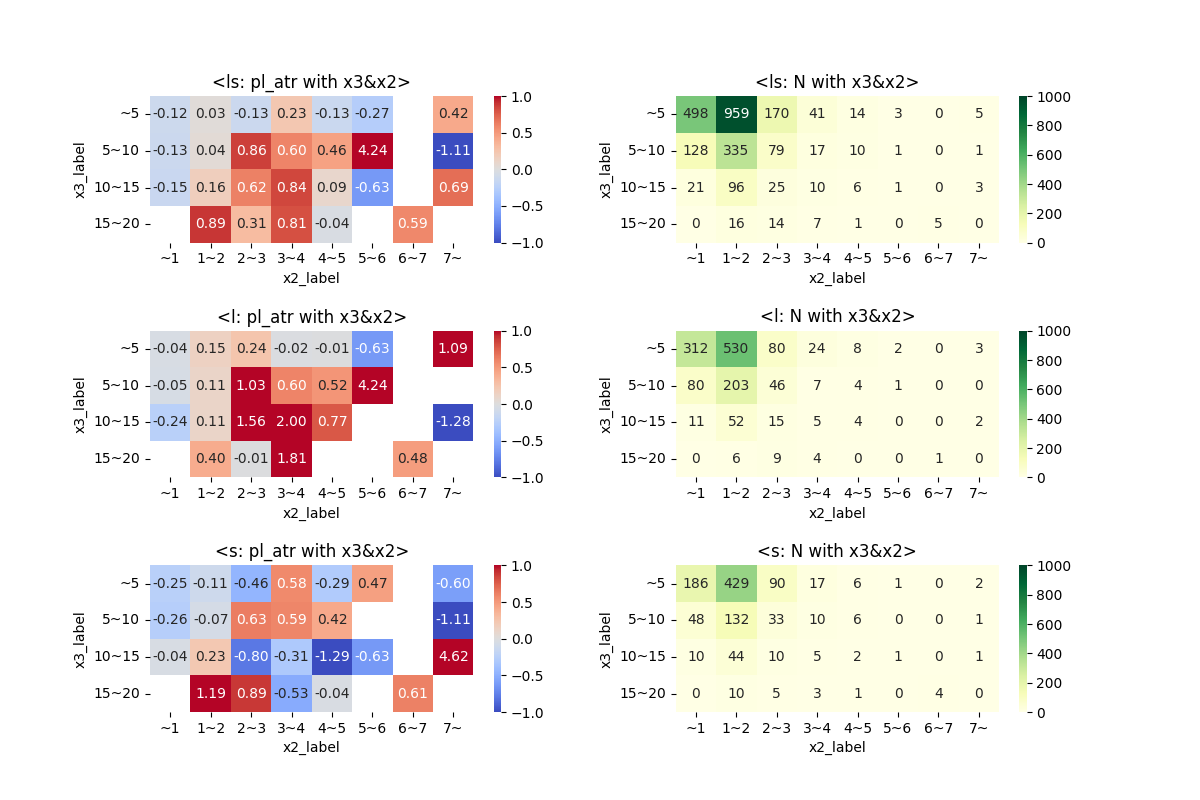 <ls: pl_atr with x3&x2>
x3_label
~5 -0.12 0.03 -0.13 0.23 -0.13 -0.27 0.42
5~10 -0.13 0.04 0.86 0.60 0.46 4.24 -1.11
10~15 -0.15 0.16 0.62 0.84 0.09 -0.63 0.69
15~20 0.89 0.31 0.81 -0.04 0.59
~1 1~2 2~3 3~4 4~5 5~6 6~7 7~
x2_label
1.0
0.5
0.0
−0.5
−1.0
<ls: N with x3&x2>
x3_label
~5 498 959 170 41 14 3 0 5
5~10 128 335 79 17 10 1 0 1
10~15 21 96 25 10 6 1 0 3
15~20 0 16 14 7 1 0 5 0
~1 1~2 2~3 3~4 4~5 5~6 6~7 7~
x2_label
1000
800
600
400
200
0
<l: pl_atr with x3&x2>
x3_label
~5 -0.04 0.15 0.24 -0.02 -0.01 -0.63 1.09
5~10 -0.05 0.11 1.03 0.60 0.52 4.24
10~15 -0.24 0.11 1.56 2.00 0.77 -1.28
15~20 0.40 -0.01 1.81 0.48
~1 1~2 2~3 3~4 4~5 5~6 6~7 7~
x2_label
1.0
0.5
0.0
−0.5
−1.0
<l: N with x3&x2>
x3_label
~5 312 530 80 24 8 2 0 3
5~10 80 203 46 7 4 1 0 0
10~15 11 52 15 5 4 0 0 2
15~20 0 6 9 4 0 0 1 0
~1 1~2 2~3 3~4 4~5 5~6 6~7 7~
x2_label
1000
800
600
400
200
0
<s: pl_atr with x3&x2>
x3_label
~5 -0.25 -0.11 -0.46 0.58 -0.29 0.47 -0.60
5~10 -0.26 -0.07 0.63 0.59 0.42 -1.11
10~15 -0.04 0.23 -0.80 -0.31 -1.29 -0.63 4.62
15~20 1.19 0.89 -0.53 -0.04 0.61
~1 1~2 2~3 3~4 4~5 5~6 6~7 7~
x2_label
1.0
0.5
0.0
−0.5
−1.0
<s: N with x3&x2>
x3_label
~5 186 429 90 17 6 1 0 2
5~10 48 132 33 10 6 0 0 1
10~15 10 44 10 5 2 1 0 1
15~20 0 10 5 3 1 0 4 0
~1 1~2 2~3 3~4 4~5 5~6 6~7 7~
x2_label
1000
800
600
400
200
0